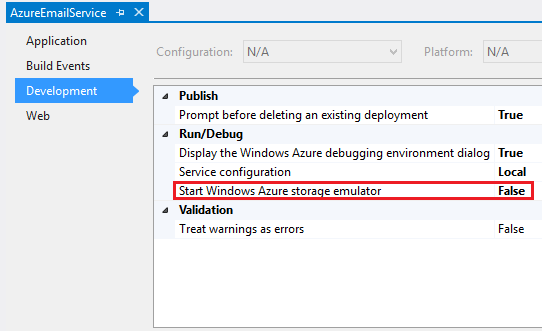 AzureEmailService
Application
Build Events
Development
Web
Configuration: N/A Platform: N/A
Publish
Prompt before deleting an existing deployment True
Run/Debug
Display the Windows Azure debugging environment dialog True
Service configuration Local
Start Windows Azure storage emulator False
Validation
Treat warnings as errors False